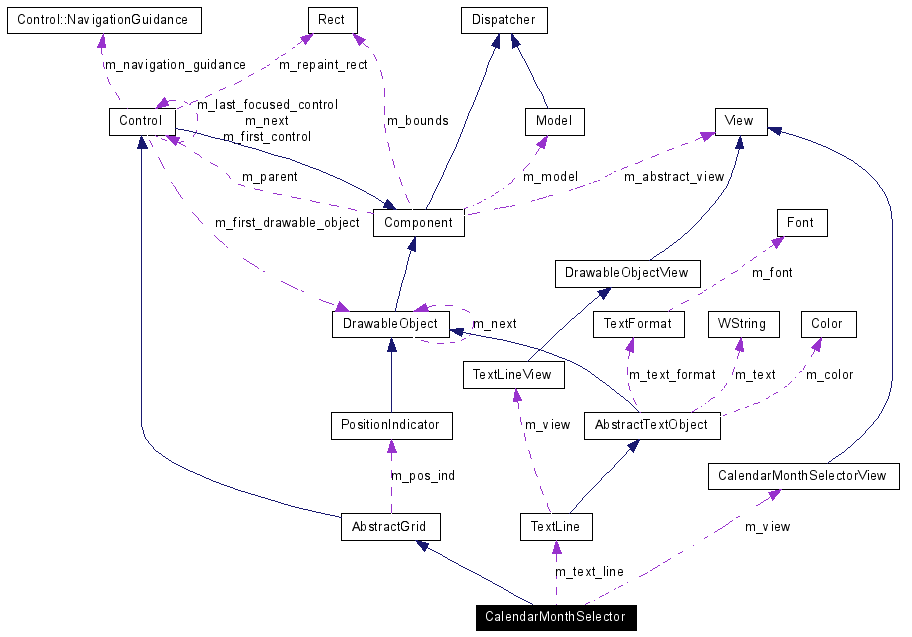 Control::NavigationGuidance
Rect
Dispatcher
m_navigation_guidance
m_repaint_rect
m_last_focused_control
m_next
m_first_control
Control
m_bounds
Model
View
m_parent
m_model
m_abstract_view
m_first_drawable_object
Component
Font
DrawableObjectView
m_font
DrawableObject
m_next
TextFormat
WString
Color
TextLineView
m_text_format
m_text
m_color
PositionIndicator
m_view
AbstractTextObject
m_pos_ind
CalendarMonthSelectorView
AbstractGrid
TextLine
m_view
m_text_line
CalendarMonthSelector